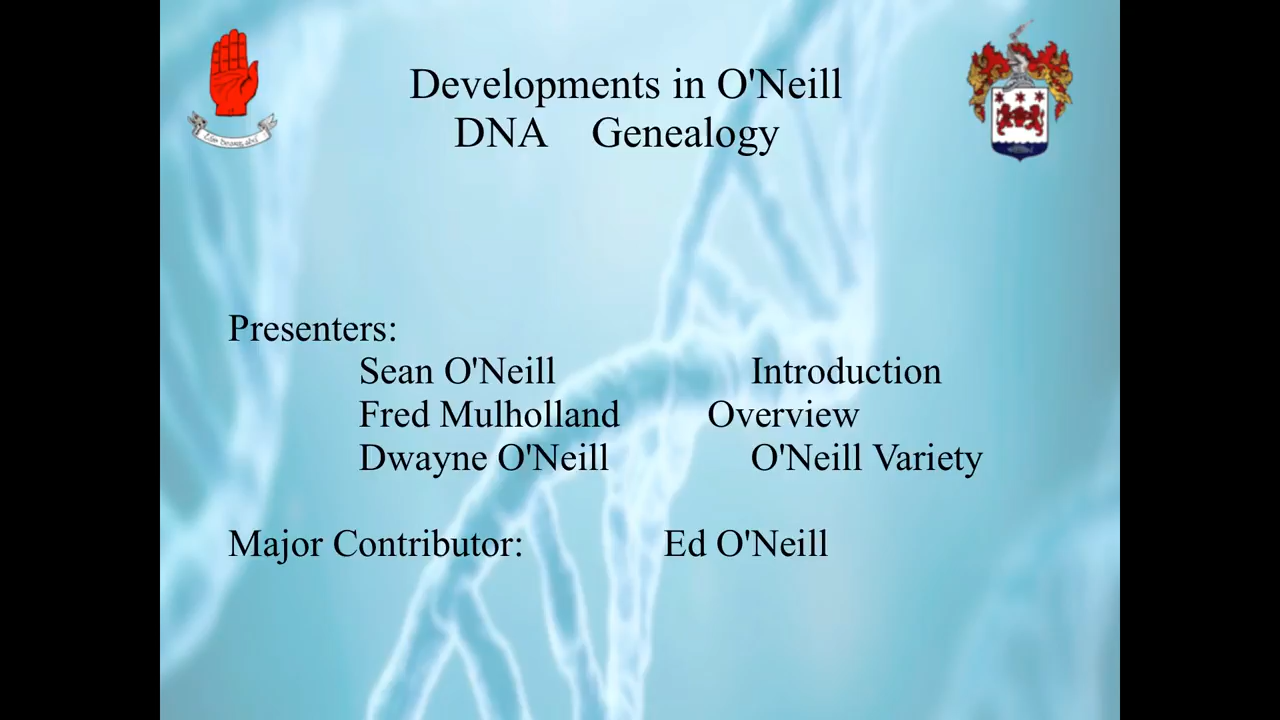 Developments in O'Neill
DNA Genealogy
Presenters:
Sean O'Neill Introduction
Fred Mulholland Overview
Dwayne O'Neill O'Neill Variety
Major Contributor: Ed O'Neill